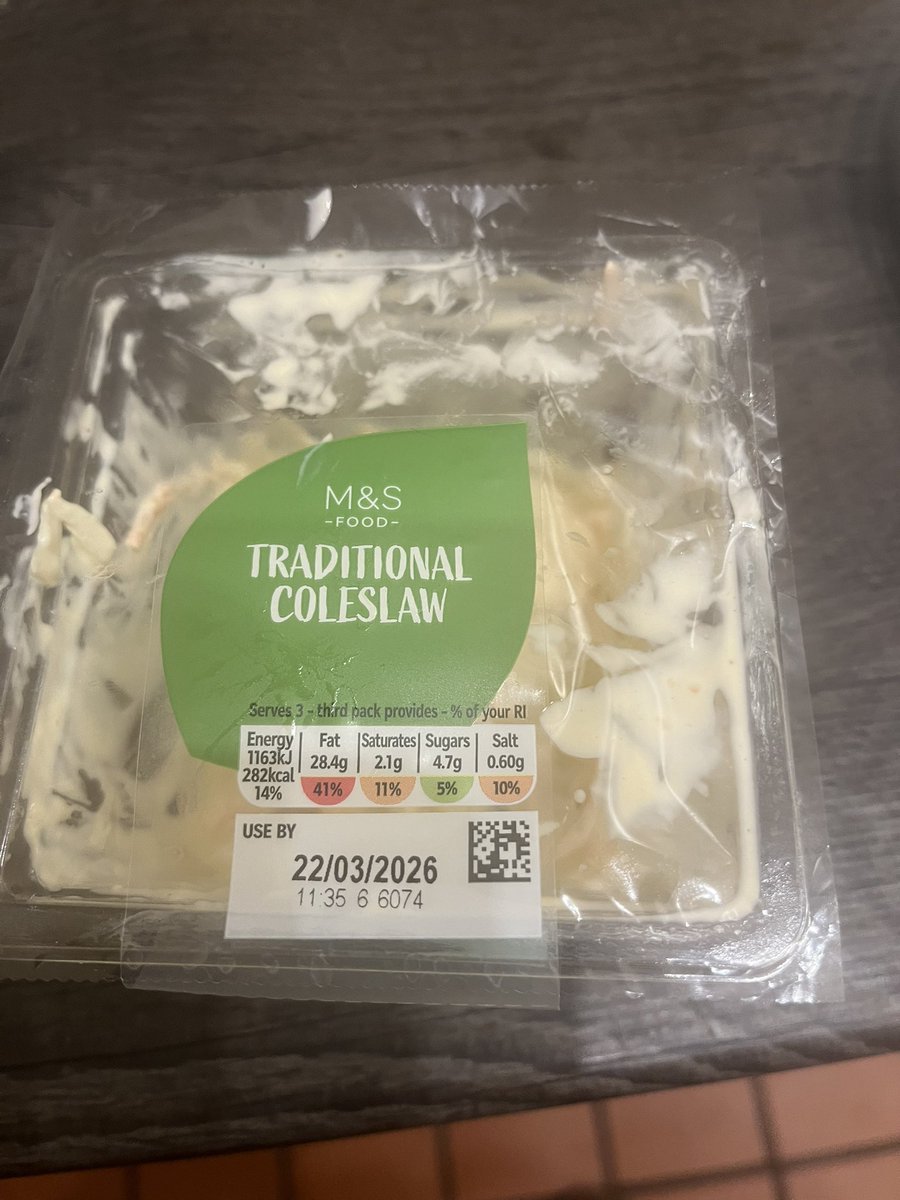 M&S
-FOOD-
TRADITIONAL
COLESLAW
Serves 3 - third pack provides - % of your RI
Energy 1163kJ 282kcal 14%
Fat 28.4g 41%
Saturates 2.1g 11%
Sugars 4.7g 5%
Salt 0.60g 10%
USE BY
22/03/2026
11:35 6 6074